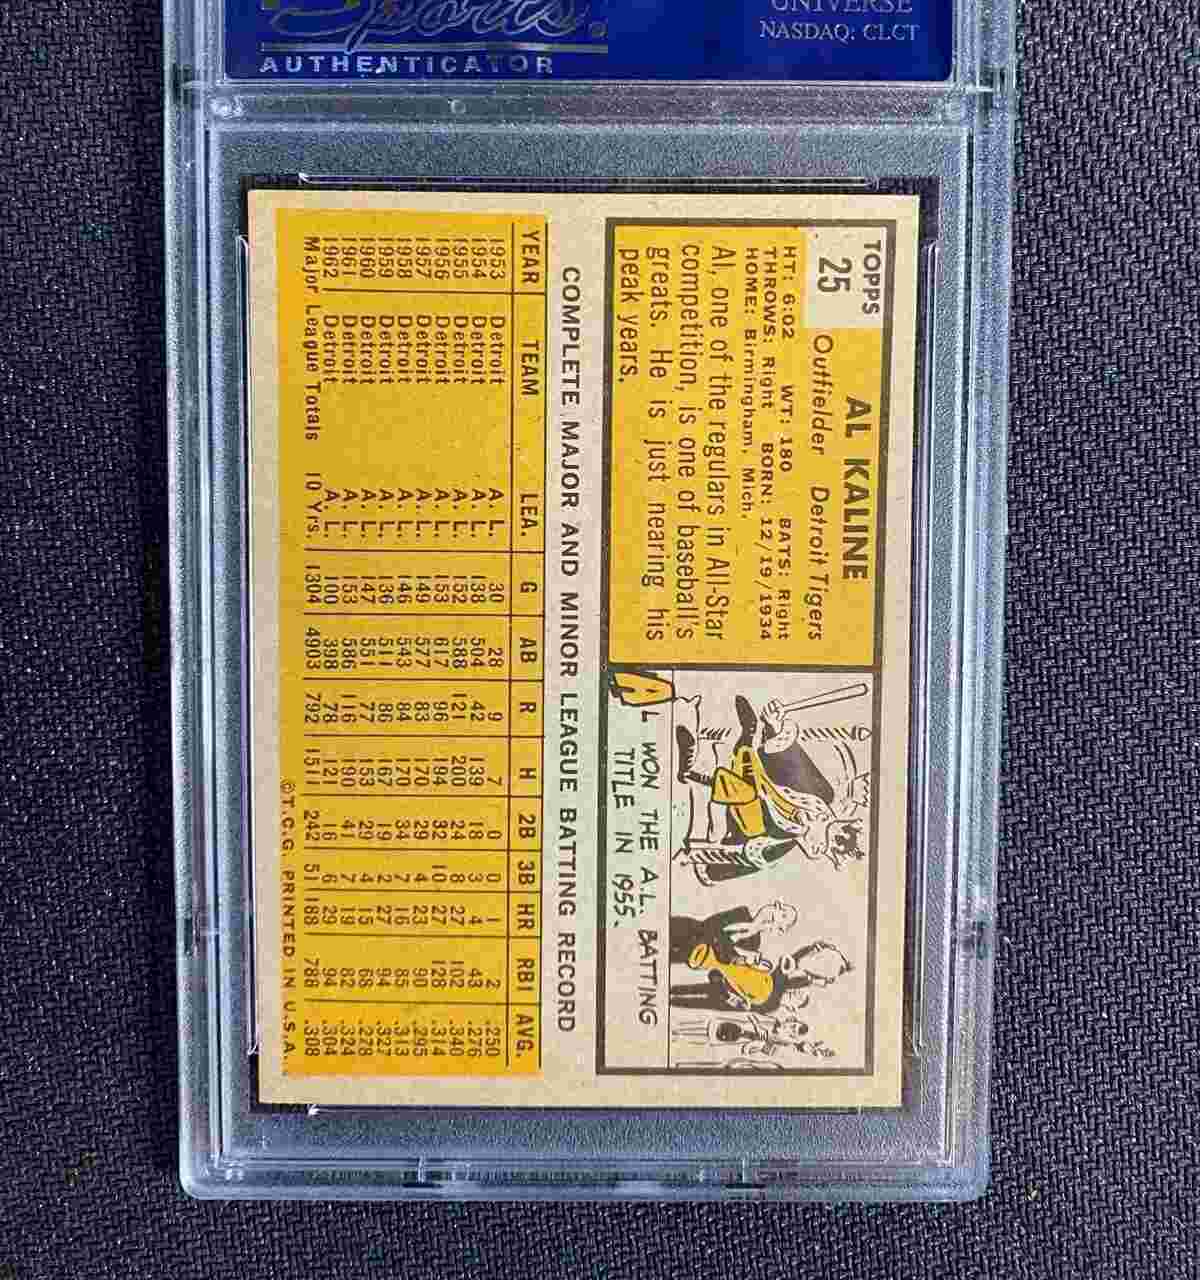 Sports.
AUTHENTICATOR
UNIVERSE
NASDAQ: CLCT
TOPPS
25
AL KALINE
Outfielder Detroit Tigers
HT: 6:02 WT: 180 BATS: Right
THROWS: Right BORN: 12/19/1934
HOME: Birmingham, Mich.
Al, one of the regulars in All-Star
competition, is one of baseball's
greats. He is just nearing his
peak years.
AL WON THE A.L. BATTING
TITLE IN 1955.
COMPLETE MAJOR AND MINOR LEAGUE BATTING RECORD
YEAR TEAM LEA. G AB R H 2B 3B HR RBI AVG.
1953 Detroit A. L. 30 28 9 7 0 0 1 2 .250
1954 Detroit A. L. 138 504 42 139 18 3 4 43 .276
1955 Detroit A. L. 152 588 121 200 24 8 27 102 .340
1956 Detroit A. L. 153 617 96 194 32 10 27 128 .314
1957 Detroit A. L. 149 577 83 170 29 4 23 90 .295
1958 Detroit A. L. 146 543 84 170 34 7 16 85 .313
1959 Detroit A. L. 136 511 86 167 19 2 27 94 .327
1960 Detroit A. L. 147 551 77 153 29 4 15 68 .278
1961 Detroit A. L. 153 586 116 190 41 7 19 82 .324
1962 Detroit A. L. 100 398 78 121 16 6 29 94 .304
Major League Totals 10 Yrs. 1304 4903 792 1511 242 51 188 788 .308
©T.C.G. PRINTED IN U.S.A.